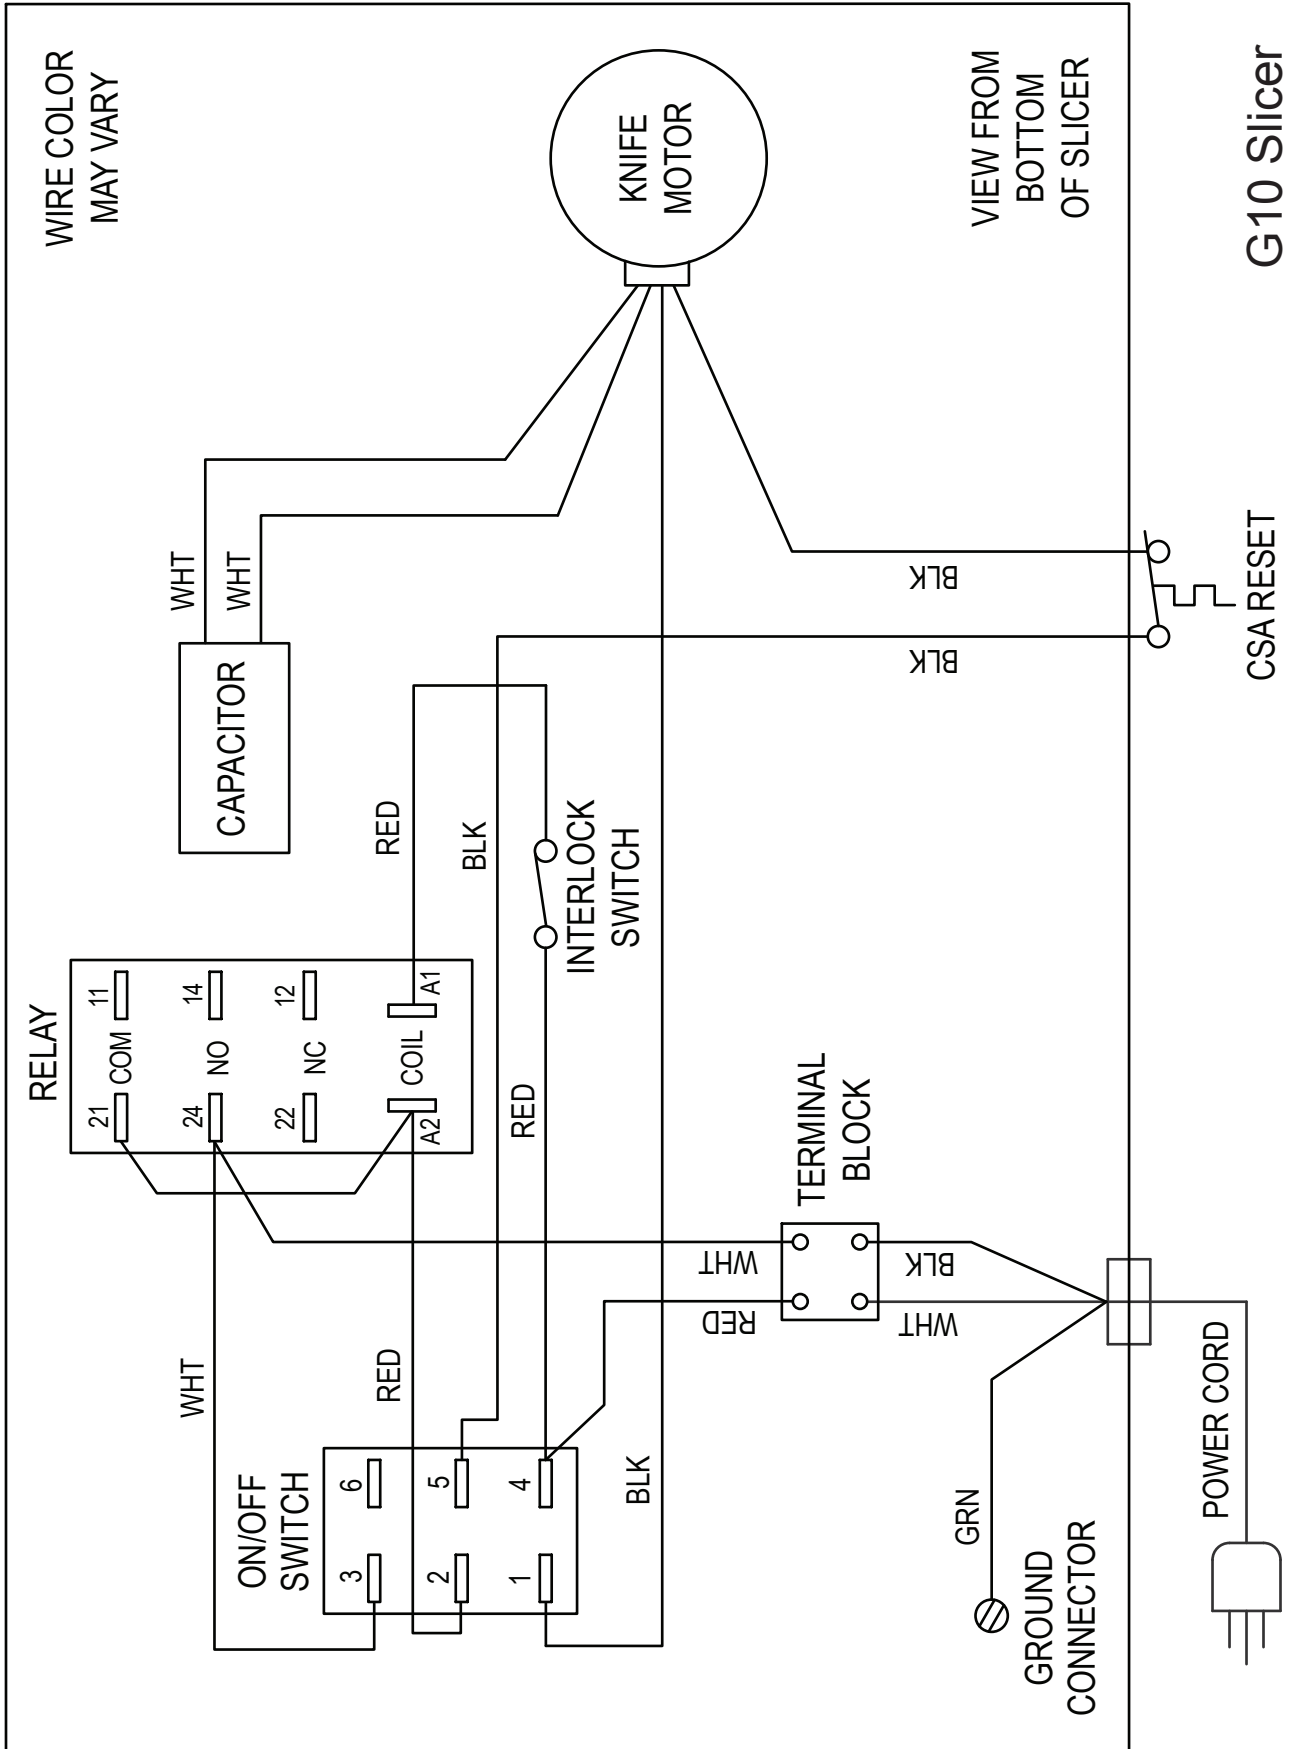 WIRE COLOR
MAY VARY
KNIFE
MOTOR
VIEW FROM
BOTTOM
OF SLICER
G10 Slicer
WHT
WHT
CAPACITOR
RED
BLK
BLK
BLK
CSA RESET
INTERLOCK
SWITCH
RELAY
21
COM
11
24
NO
14
22
NC
12
A2
COIL
A1
RED
TERMINAL
BLOCK
WHT
RED
BLK
WHT
WHT
RED
ON/OFF
SWITCH
3
6
2
5
1
4
BLK
GRN
GROUND
CONNECTOR
POWER CORD